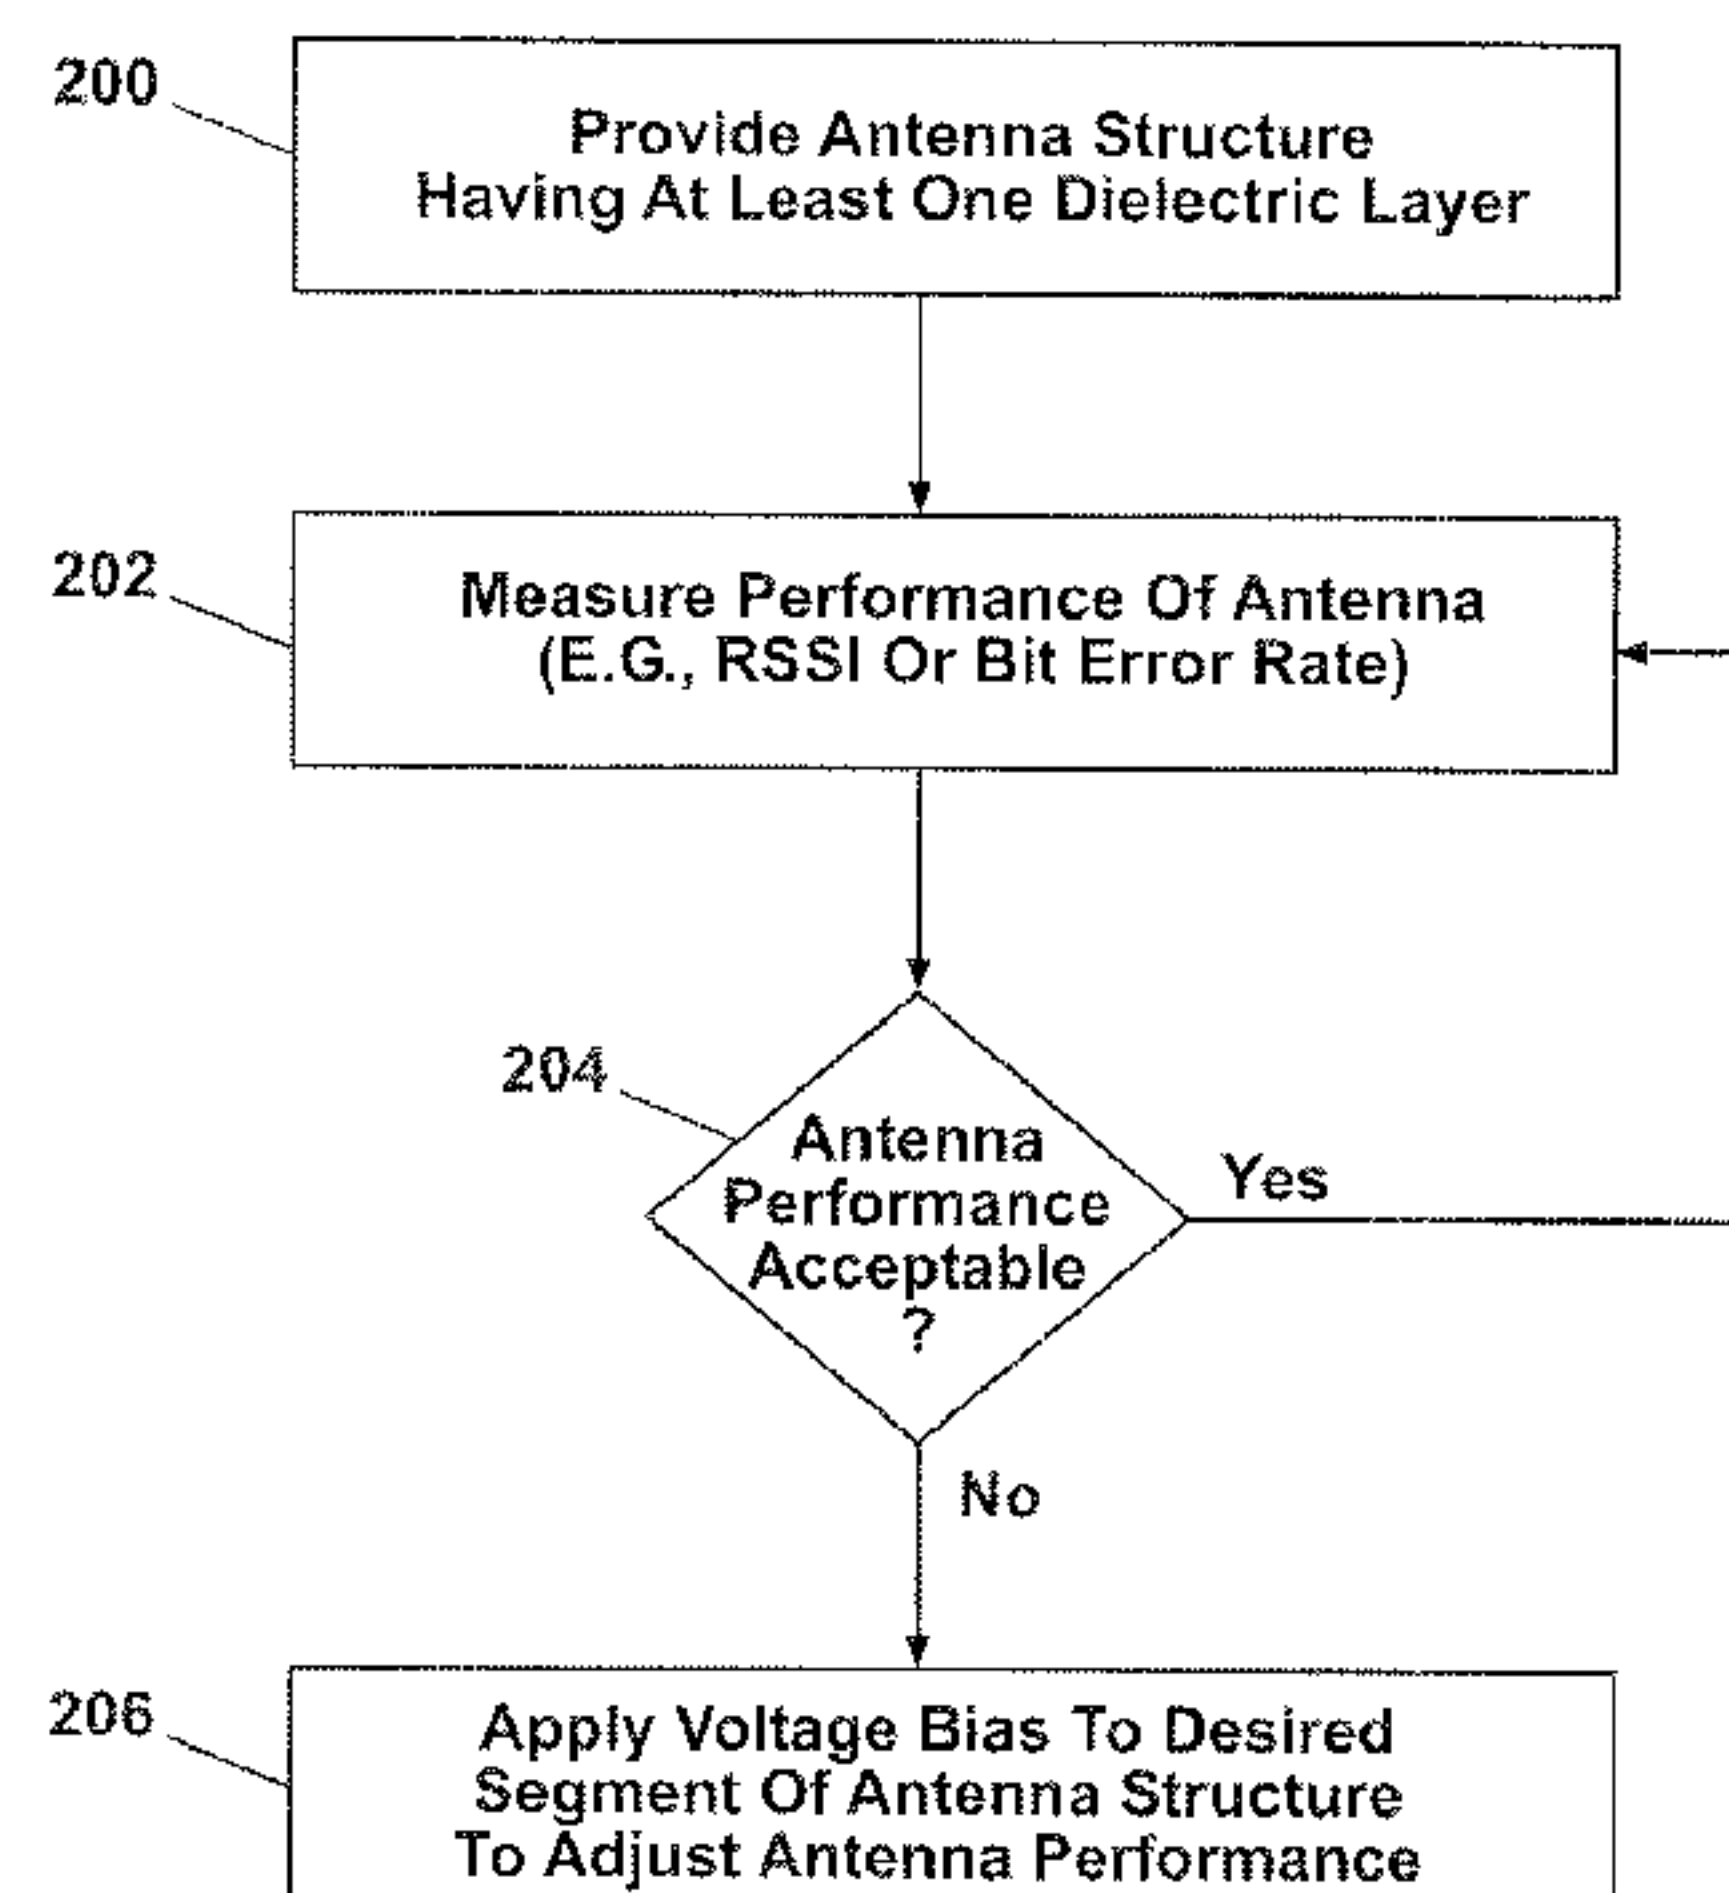 200
Provide Antenna Structure
Having At Least One Dielectric Layer
202
Measure Performance Of Antenna
(E.G., RSSI Or Bit Error Rate)
204
Antenna
Performance
Acceptable
?
Yes
No
206
Apply Voltage Bias To Desired
Segment Of Antenna Structure
To Adjust Antenna Performance